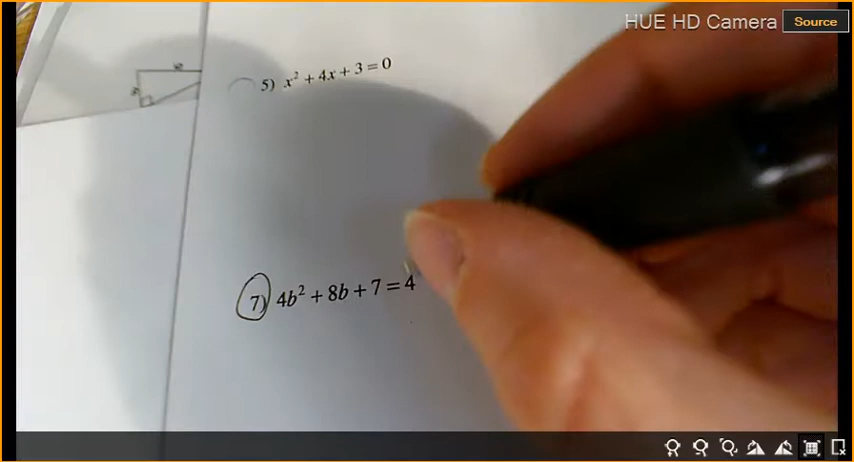 HUE HD Camera Source
5) x² + 4x + 3 = 0
7) 4b² + 8b + 7 = 4